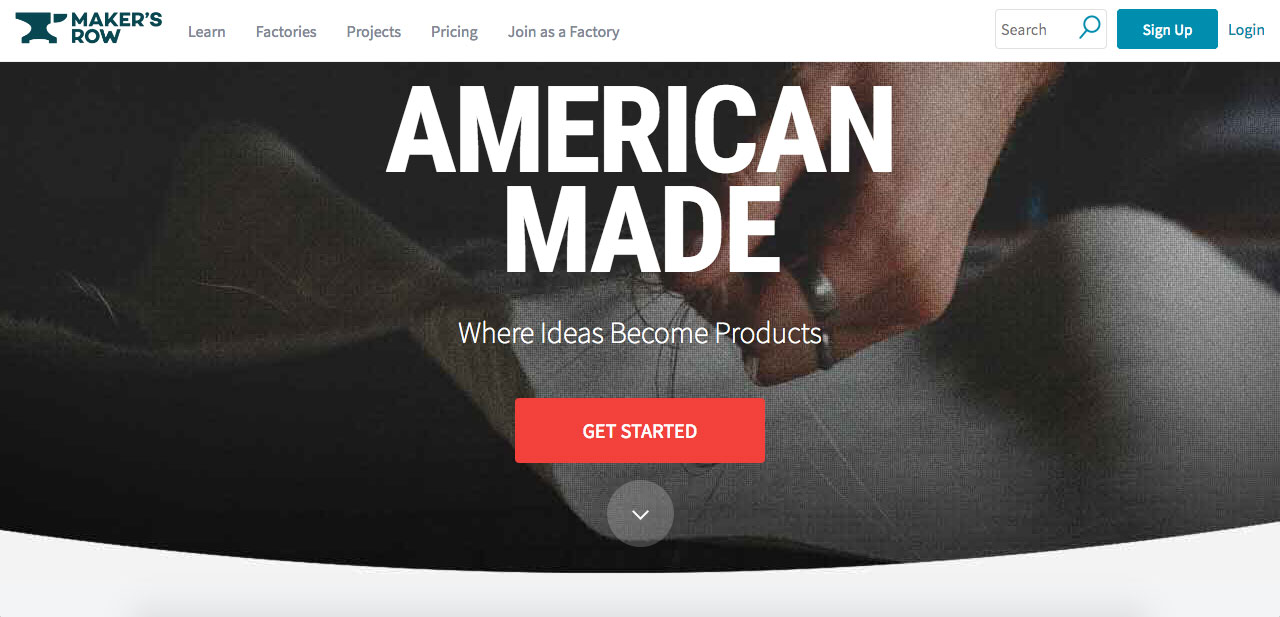 MAKER'S
ROW
Learn
Factories
Projects
Pricing
Join as a Factory
Search
Sign Up
Login
AMERICAN
MADE
Where Ideas Become Products
GET STARTED